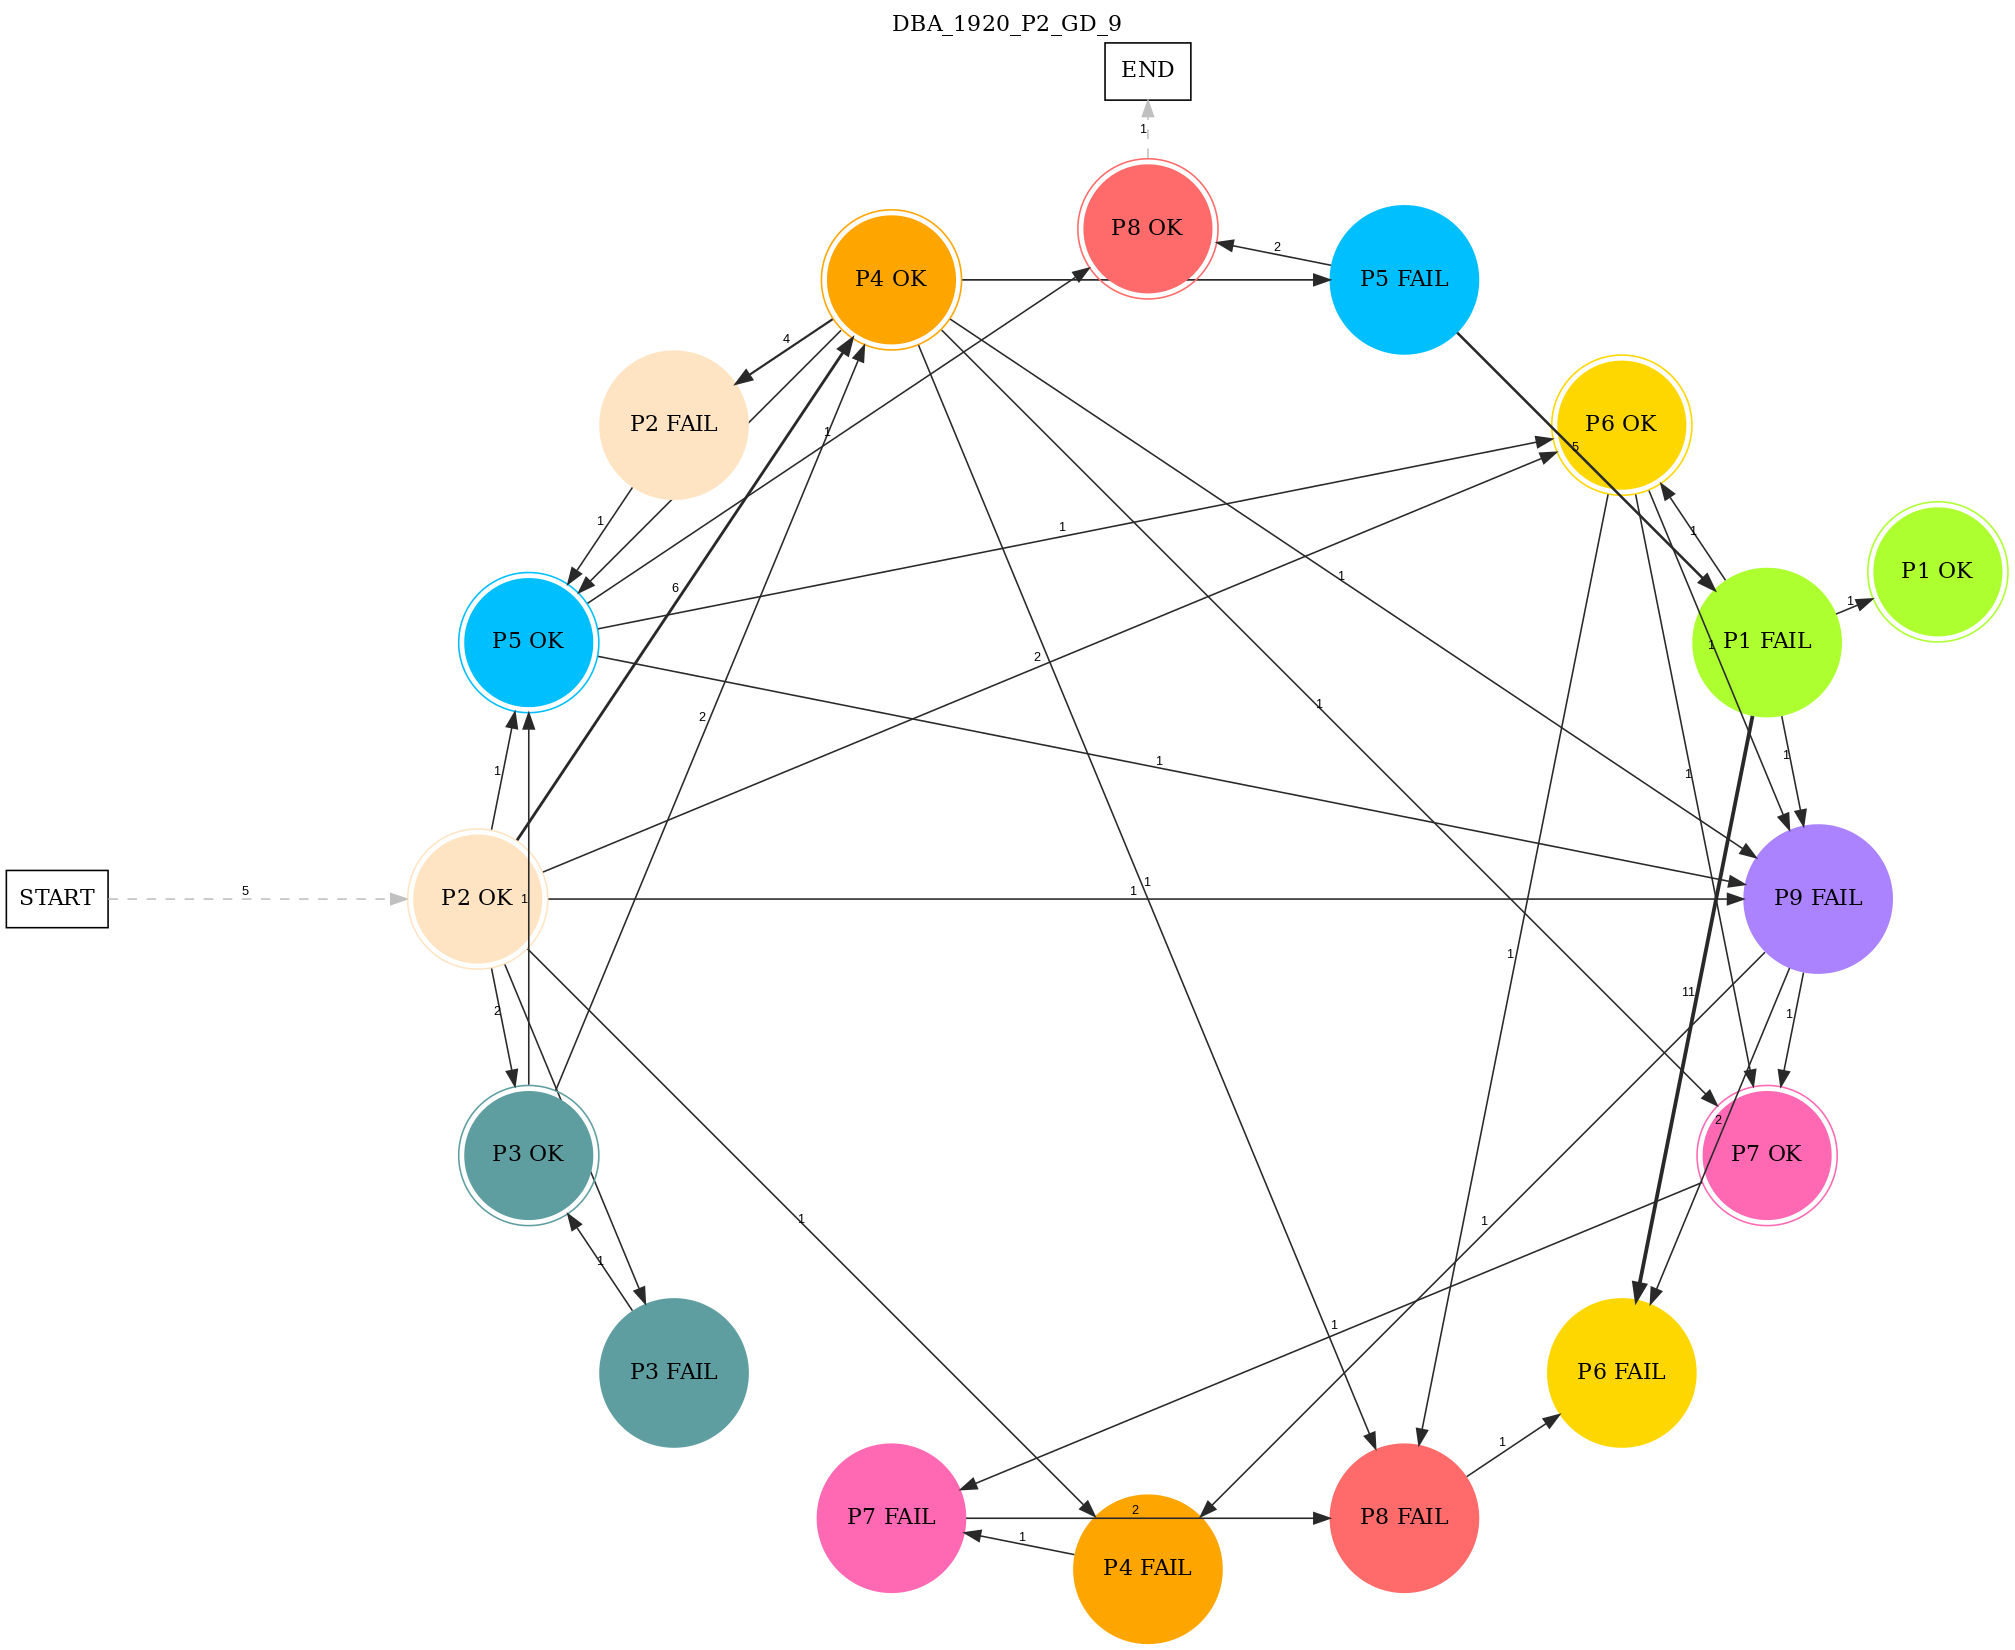 DBA_1920_P2_GD_9
END
1
P8 OK
P4 OK
2
P5 FAIL
4
P2 FAIL
1
P6 OK
5
1
1
1
P1 OK
1
1
6
P5 OK
2
1
1
P1 FAIL
2
1
1
1
1
1
START
5
P2 OK
1
1
1
P9 FAIL
1
11
2
1
2
P3 OK
P7 OK
1
1
1
1
P3 FAIL
P6 FAIL
1
P7 FAIL
2
P8 FAIL
1
P4 FAIL